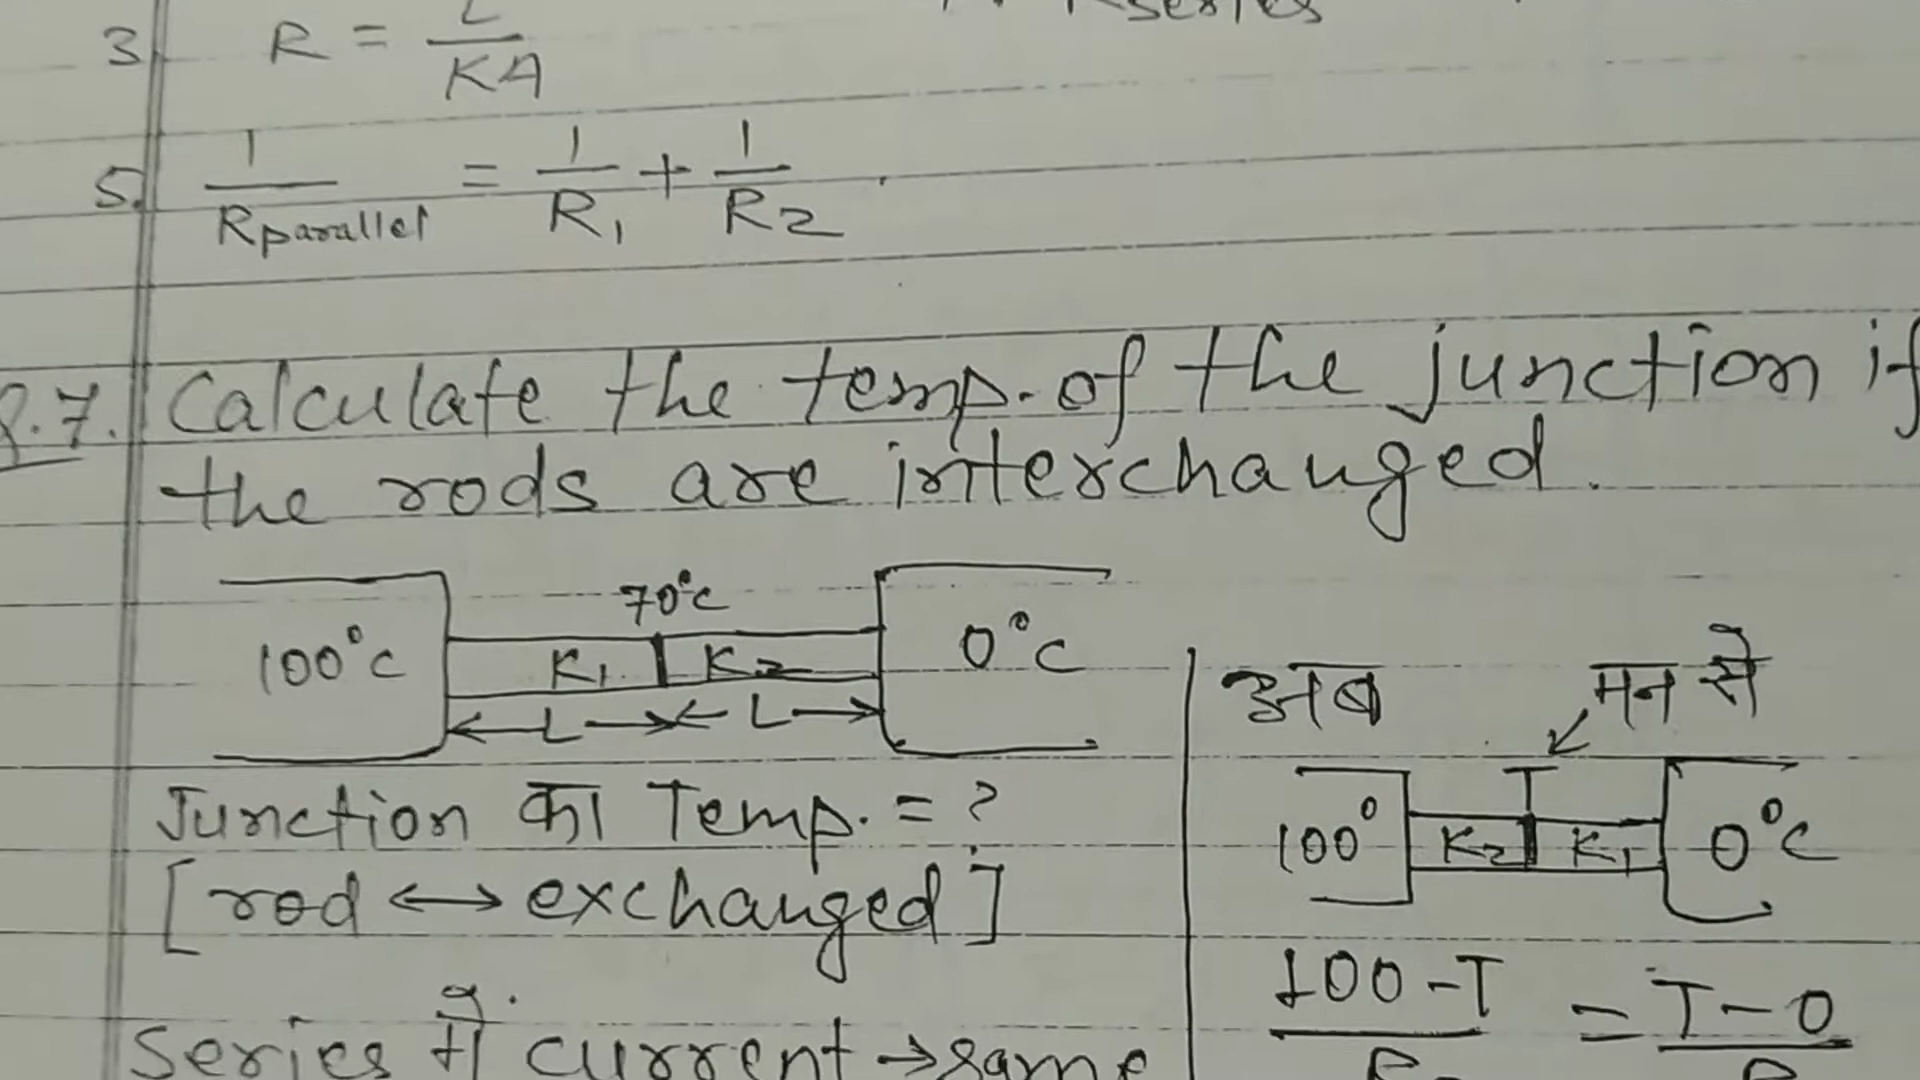 3. R = L/KA
Rseries
5. 1/Rparallel = 1/R1 + 1/R2
Q.7. Calculate the temp. of the junction if
the rods are interchanged.
70°C
100°C K1 K2 0°C
L L
Junction का Temp. = ?
[rod ↔ exchanged]
Series में current → same
अब मन से
T
100° K2 K1 0°C
100-T = T-0